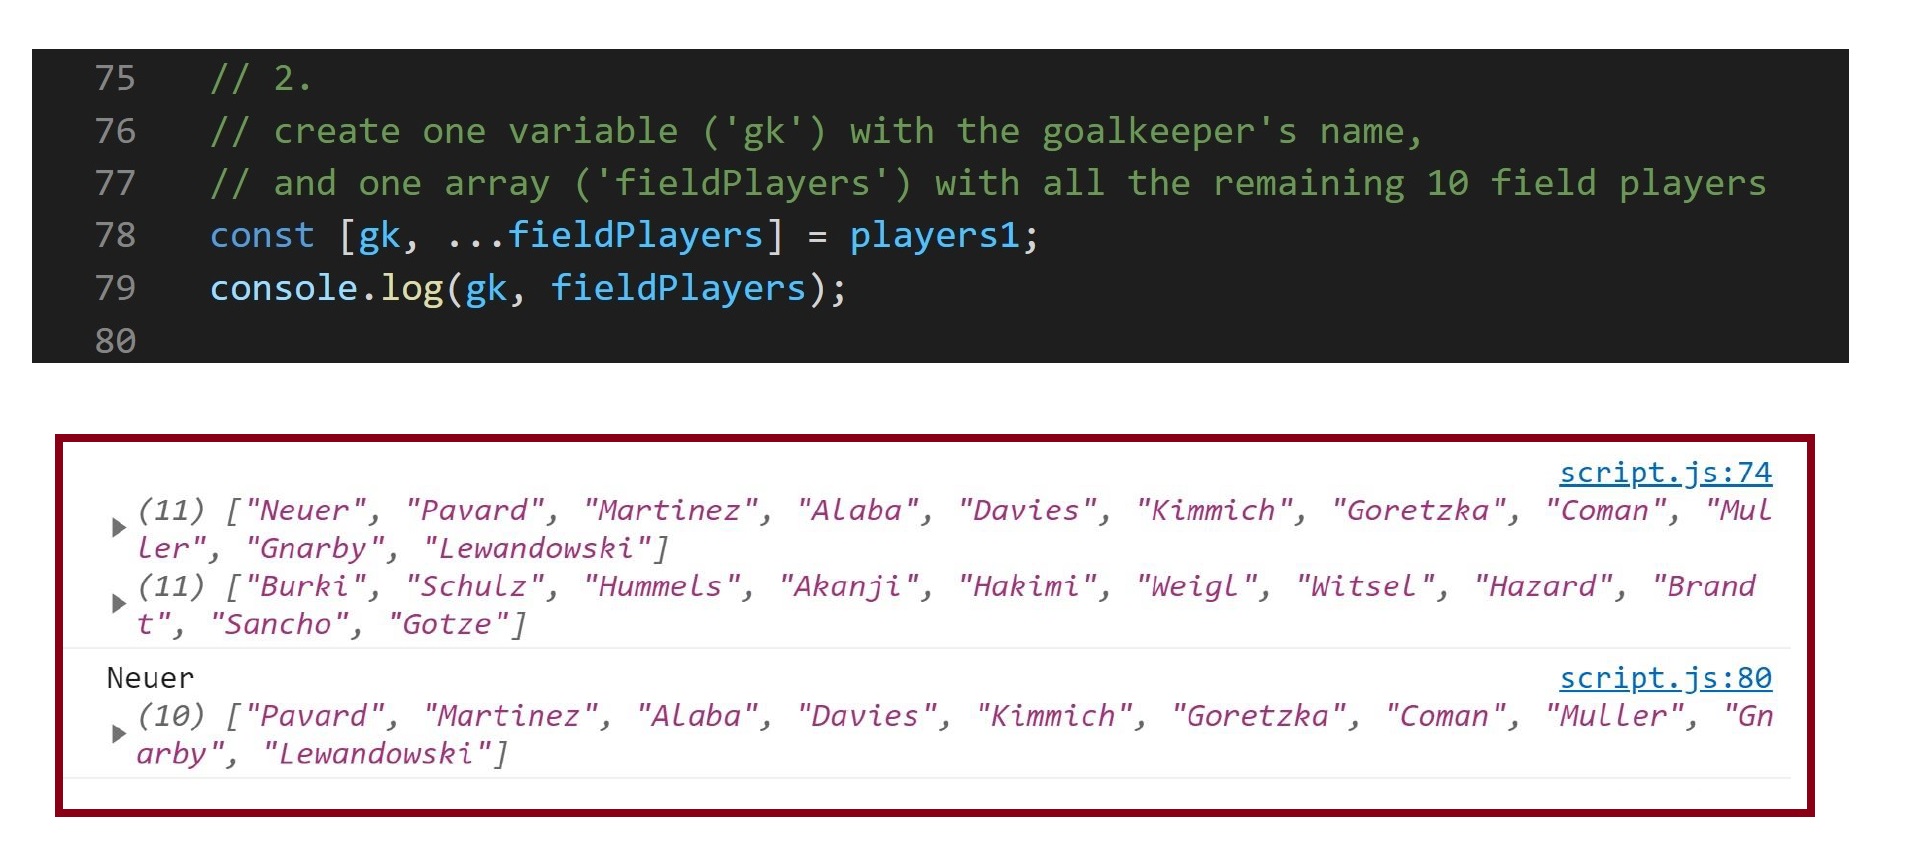 75 // 2.
76 // create one variable ('gk') with the goalkeeper's name,
77 // and one array ('fieldPlayers') with all the remaining 10 field players
78 const [gk, ...fieldPlayers] = players1;
79 console.log(gk, fieldPlayers);
80
script.js:74
(11) ["Neuer", "Pavard", "Martinez", "Alaba", "Davies", "Kimmich", "Goretzka", "Coman", "Mul
ler", "Gnarby", "Lewandowski"]
(11) ["Burki", "Schulz", "Hummels", "Akanji", "Hakimi", "Weigl", "Witsel", "Hazard", "Brand
t", "Sancho", "Gotze"]
Neuer script.js:80
(10) ["Pavard", "Martinez", "Alaba", "Davies", "Kimmich", "Goretzka", "Coman", "Muller", "Gn
arby", "Lewandowski"]